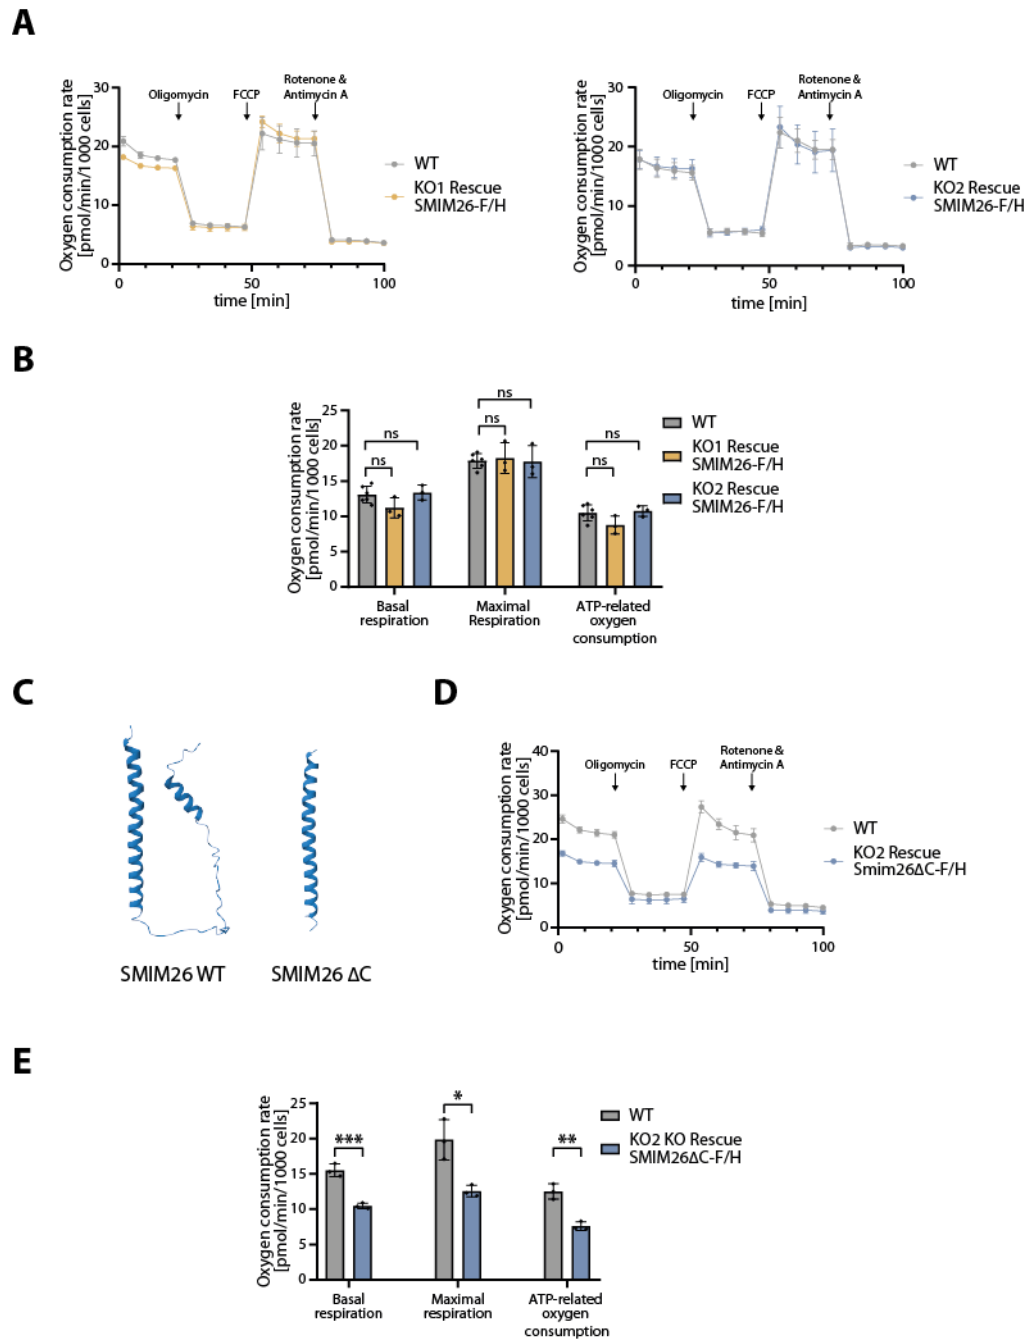 A
Oxygen consumption rate
[pmol/min/1000 cells]
30
20
10
0
0
50
100
time [min]
Oligomycin
FCCP
Rotenone &
Antimycin A
WT
KO1 Rescue
SMIM26-F/H
Oxygen consumption rate
[pmol/min/1000 cells]
30
20
10
0
0
50
100
time [min]
Oligomycin
FCCP
Rotenone &
Antimycin A
WT
KO2 Rescue
SMIM26-F/H
B
Oxygen consumption rate
[pmol/min/1000 cells]
25
20
15
10
5
0
ns
ns
ns
ns
ns
ns
Basal
respiration
Maximal
Respiration
ATP-related
oxygen
consumption
WT
KO1 Rescue
SMIM26-F/H
KO2 Rescue
SMIM26-F/H
C
SMIM26 WT
SMIM26 ΔC
D
Oxygen consumption rate
[pmol/min/1000 cells]
40
30
20
10
0
0
50
100
time [min]
Oligomycin
FCCP
Rotenone &
Antimycin A
WT
KO2 Rescue
Smim26ΔC-F/H
E
Oxygen consumption rate
[pmol/min/1000 cells]
25
20
15
10
5
0
***
*
**
Basal
respiration
Maximal
respiration
ATP-related
oxygen
consumption
WT
KO2 KO Rescue
SMIM26ΔC-F/H